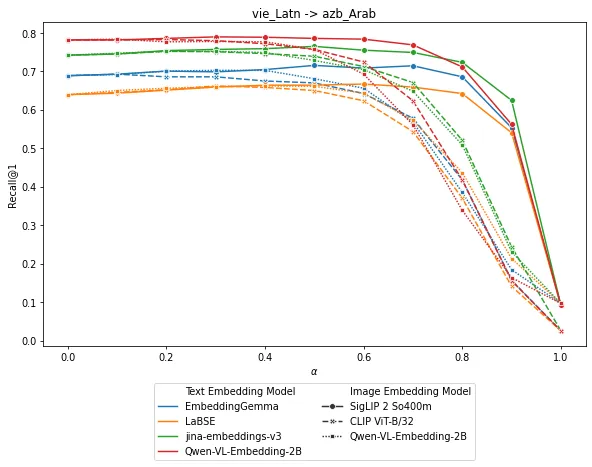 vie_Latn -> azb_Arab
0.8
0.7
0.6
0.5
0.4
0.3
0.2
0.1
0.0
Recall@1
0.0 0.2 0.4 0.6 0.8 1.0
α
Text Embedding Model Image Embedding Model
EmbeddingGemma SigLIP 2 So400m
LaBSE CLIP ViT-B/32
jina-embeddings-v3 Qwen-VL-Embedding-2B
Qwen-VL-Embedding-2B